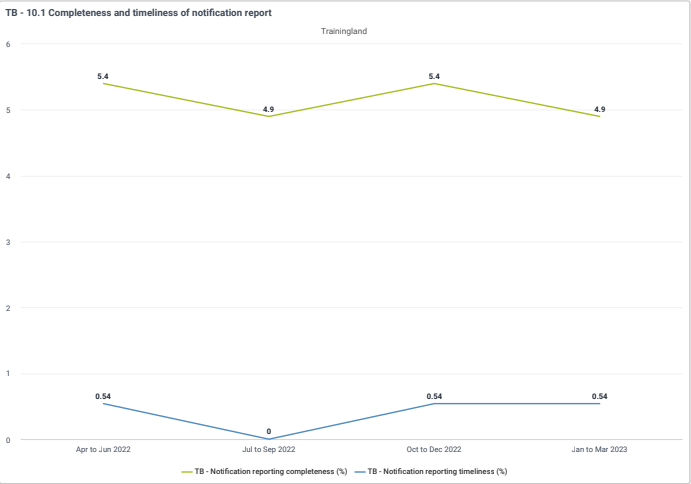 TB - 10.1 Completeness and timeliness of notification report
Trainingland
6
5
4
3
2
1
0
5.4
4.9
5.4
4.9
0.54
0
0.54
0.54
Apr to Jun 2022
Jul to Sep 2022
Oct to Dec 2022
Jan to Mar 2023
TB - Notification reporting completeness (%)
TB - Notification reporting timeliness (%)